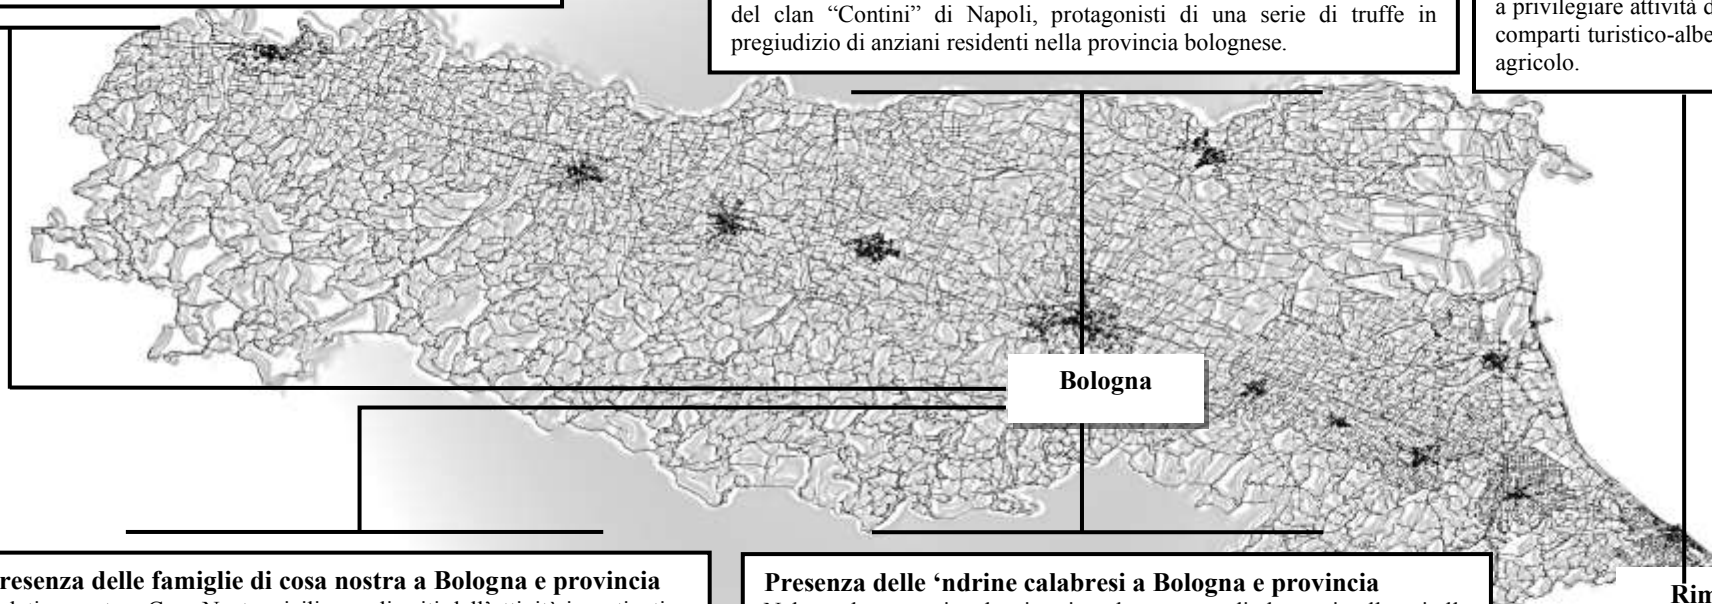 del clan “Contini” di Napoli, protagonisti di una serie di truffe in
pregiudizio di anziani residenti nella provincia bolognese.
a privilegiare attività d
comparti turistico-albe
agricolo.
Bologna
resenza delle famiglie di cosa nostra a Bologna e provincia
Presenza delle ‘ndrine calabresi a Bologna e provincia
Rim